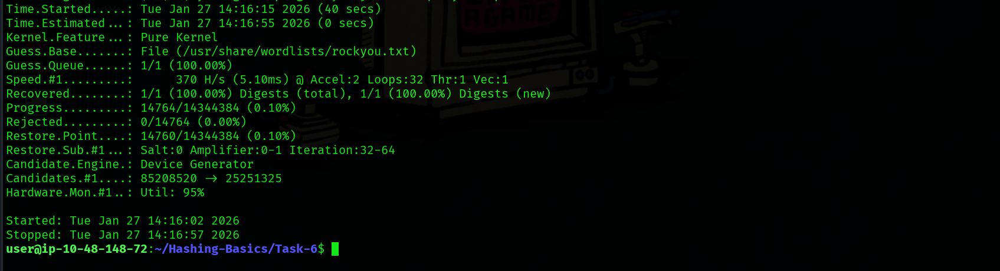 Time.Started.....: Tue Jan 27 14:16:15 2026 (40 secs)
Time.Estimated...: Tue Jan 27 14:16:55 2026 (0 secs)
Kernel.Feature...: Pure Kernel
Guess.Base.......: File (/usr/share/wordlists/rockyou.txt)
Guess.Queue......: 1/1 (100.00%)
Speed.#1.........:      370 H/s (5.10ms) @ Accel:2 Loops:32 Thr:1 Vec:1
Recovered........: 1/1 (100.00%) Digests (total), 1/1 (100.00%) Digests (new)
Progress.........: 14764/14344384 (0.10%)
Rejected.........: 0/14764 (0.00%)
Restore.Point....: 14760/14344384 (0.10%)
Restore.Sub.#1...: Salt:0 Amplifier:0-1 Iteration:32-64
Candidate.Engine.: Device Generator
Candidates.#1....: 85208520 -> 25251325
Hardware.Mon.#1..: Util: 95%
Started: Tue Jan 27 14:16:02 2026
Stopped: Tue Jan 27 14:16:57 2026
user@ip-10-48-148-72:~/Hashing-Basics/Task-6$
A GAME